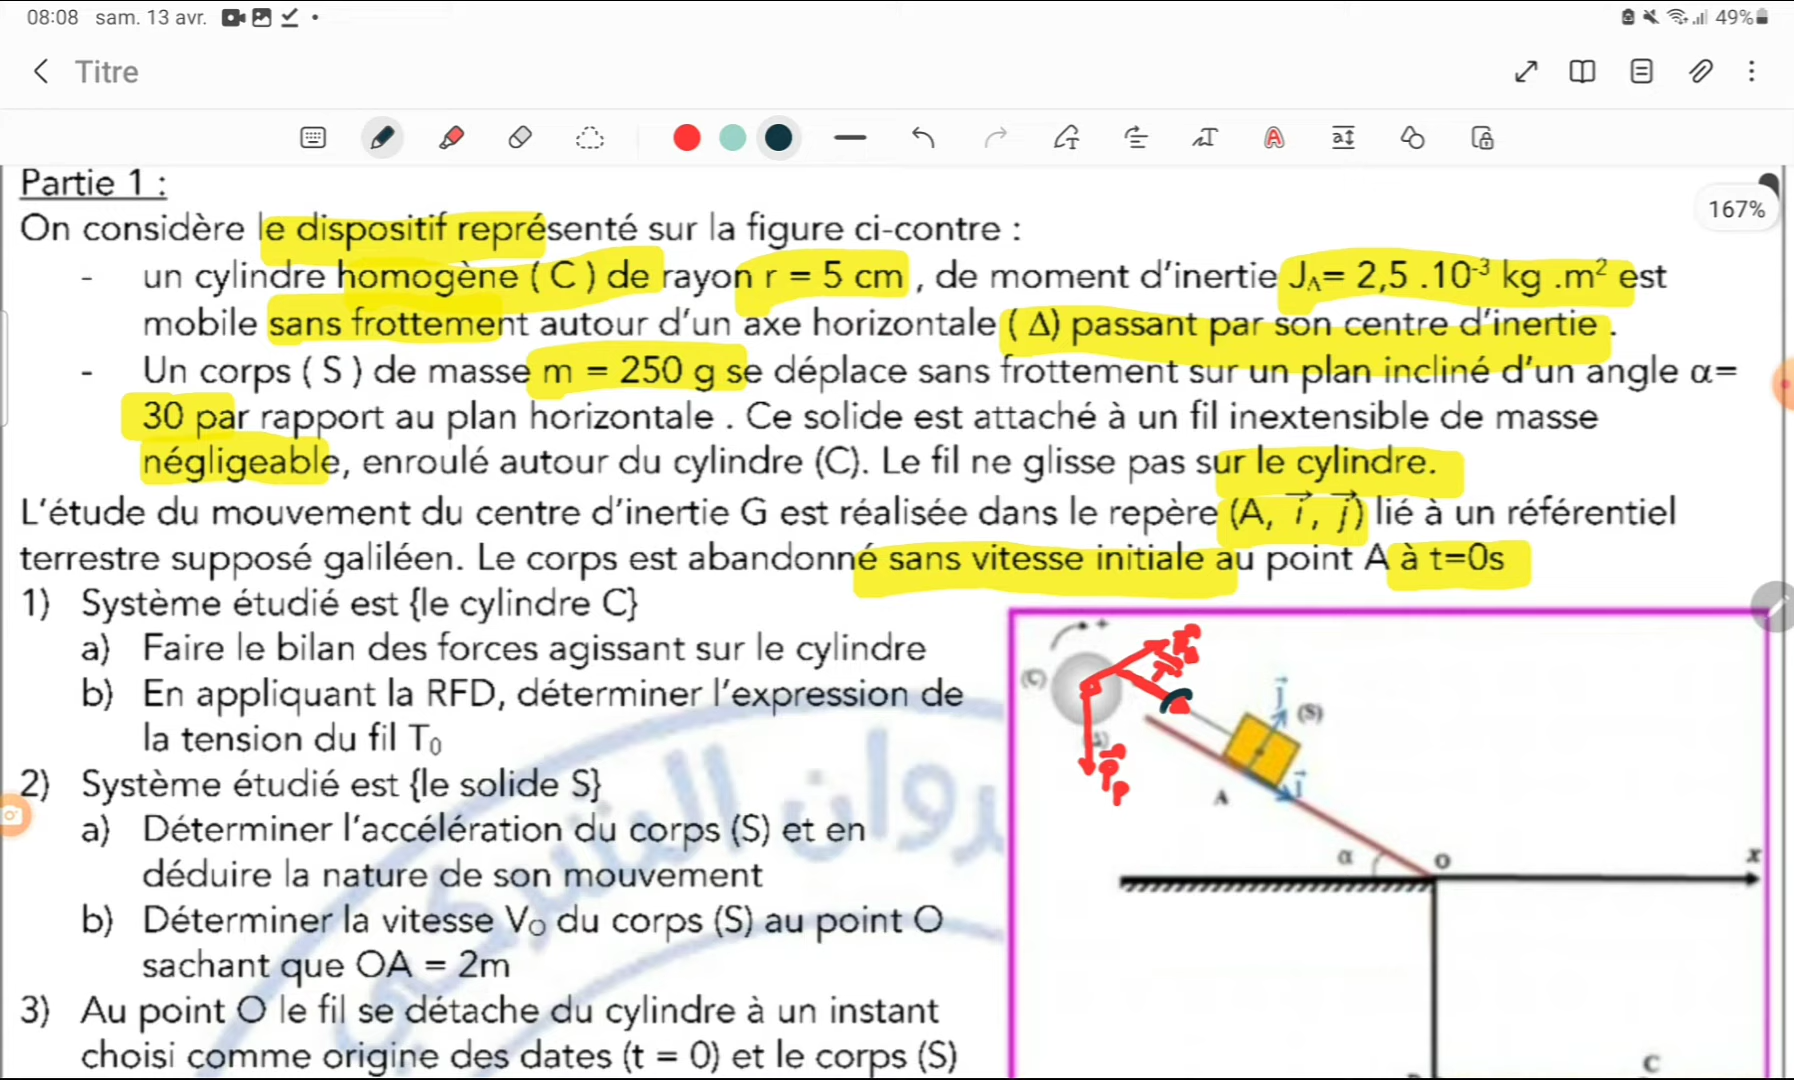 08:08 sam. 13 avr.
49%
Titre
167%
Partie 1 :
On considère le dispositif représenté sur la figure ci-contre :
- un cylindre homogène ( C ) de rayon r = 5 cm , de moment d'inertie J_Δ= 2,5 .10⁻³ kg .m² est
mobile sans frottement autour d'un axe horizontale ( Δ) passant par son centre d'inertie .
- Un corps ( S ) de masse m = 250 g se déplace sans frottement sur un plan incliné d'un angle α=
30 par rapport au plan horizontale . Ce solide est attaché à un fil inextensible de masse
négligeable, enroulé autour du cylindre (C). Le fil ne glisse pas sur le cylindre.
L'étude du mouvement du centre d'inertie G est réalisée dans le repère (A, i⃗, j⃗) lié à un référentiel
terrestre supposé galiléen. Le corps est abandonné sans vitesse initiale au point A à t=0s
1) Système étudié est {le cylindre C}
a) Faire le bilan des forces agissant sur le cylindre
b) En appliquant la RFD, déterminer l'expression de
la tension du fil T₀
2) Système étudié est {le solide S}
a) Déterminer l'accélération du corps (S) et en
déduire la nature de son mouvement
b) Déterminer la vitesse V_O du corps (S) au point O
sachant que OA = 2m
3) Au point O le fil se détache du cylindre à un instant
choisi comme origine des dates (t = 0) et le corps (S)
+
(C)
(Δ)
j⃗
(S)
i⃗
A
α
O
x
C